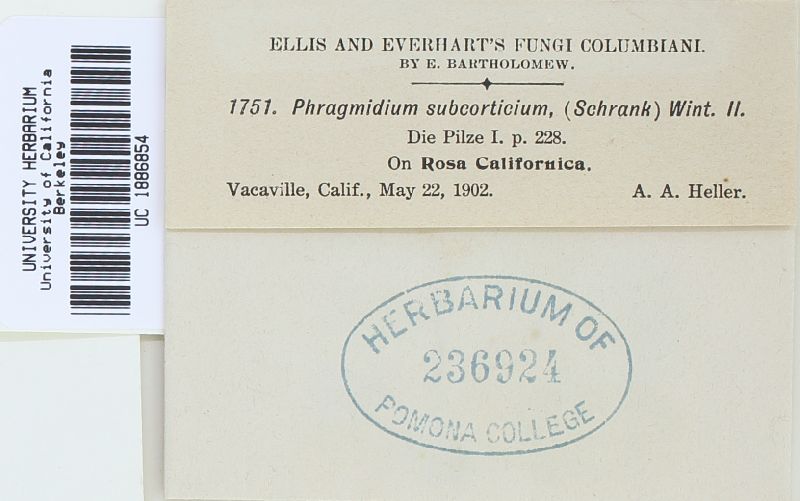 ELLIS AND EVERHART'S FUNGI COLUMBIANI.
BY E. BARTHOLOMEW.
1751. Phragmidium subcorticium, (Schrank) Wint. II.
Die Pilze I. p. 228.
On Rosa Californica.
Vacaville, Calif., May 22, 1902. A. A. Heller.
UNIVERSITY HERBARIUM
University of California
Berkeley
UC 1886854
HERBARIUM OF
236924
POMONA COLLEGE